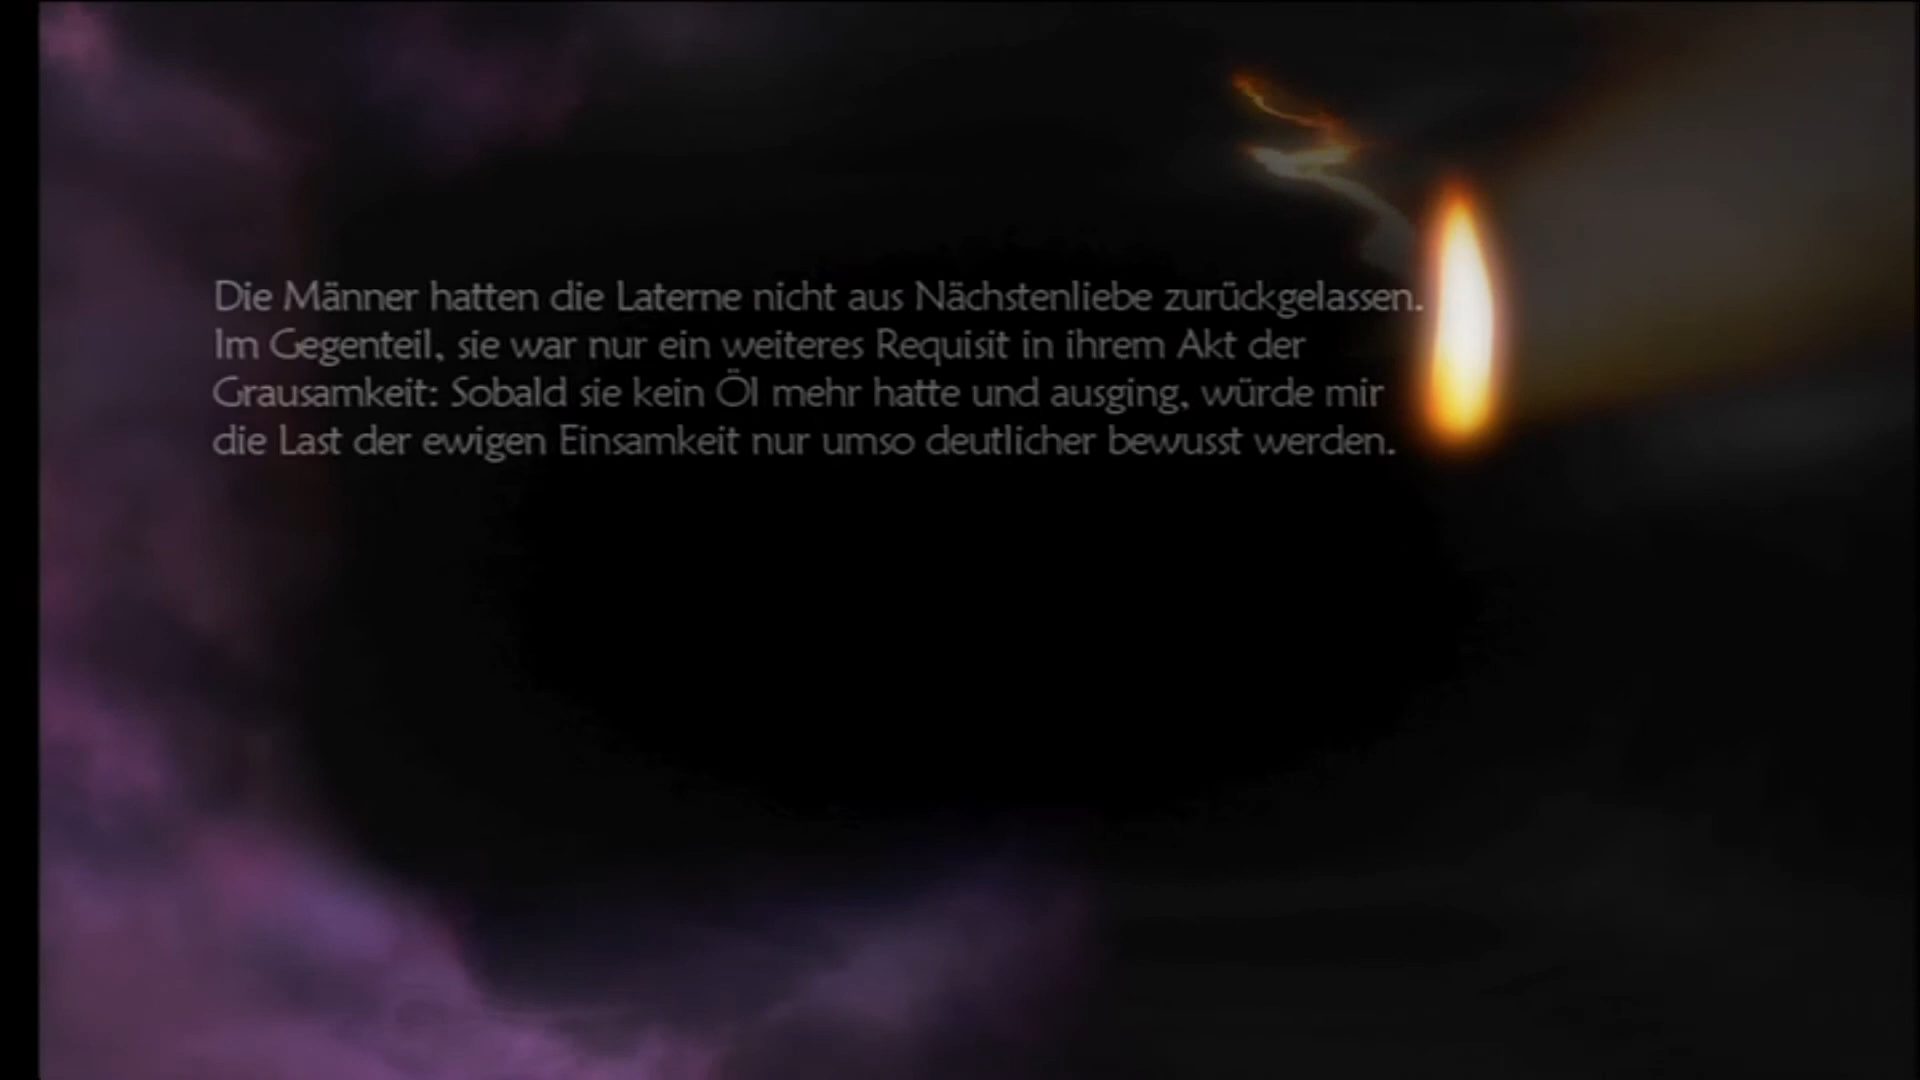 Die Männer hatten die Laterne nicht aus Nächstenliebe zurückgelassen.
Im Gegenteil, sie war nur ein weiteres Requisit in ihrem Akt der
Grausamkeit: Sobald sie kein Öl mehr hatte und ausging, würde mir
die Last der ewigen Einsamkeit nur umso deutlicher bewusst werden.